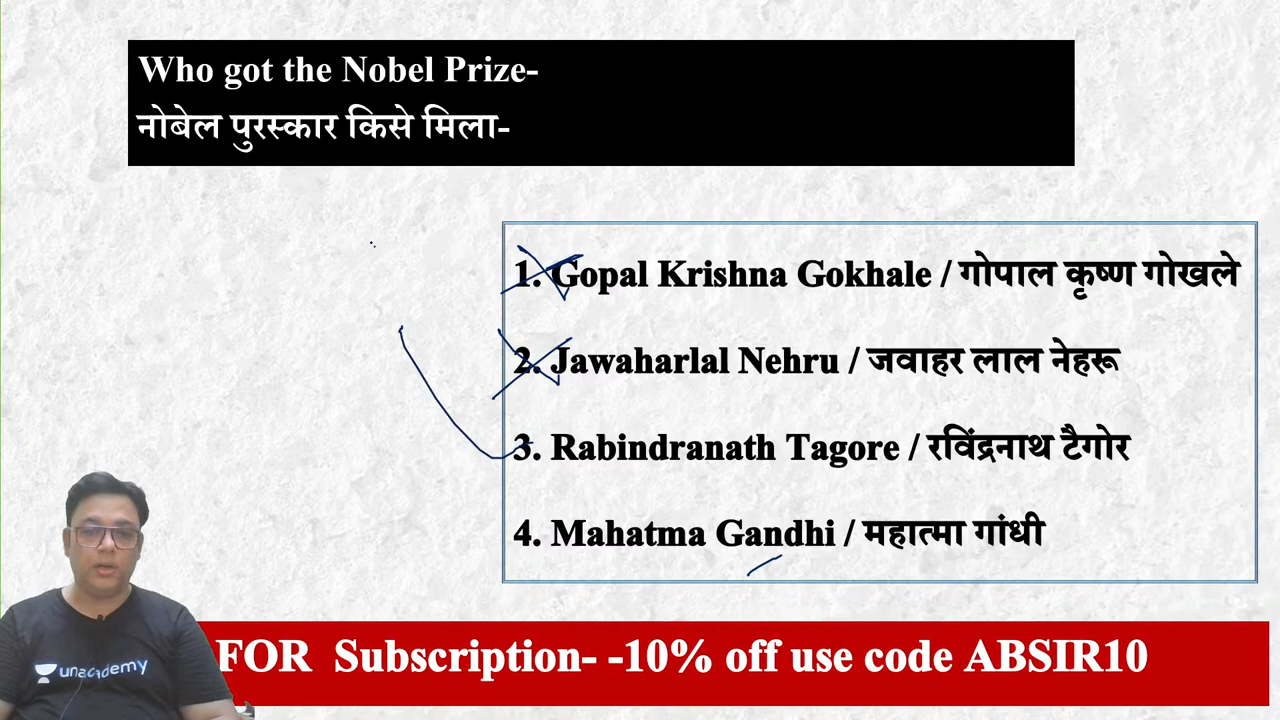 Who got the Nobel Prize-
नोबेल पुरस्कार किसे मिला-
1. Gopal Krishna Gokhale / गोपाल कृष्ण गोखले
2. Jawaharlal Nehru / जवाहर लाल नेहरू
3. Rabindranath Tagore / रविंद्रनाथ टैगोर
4. Mahatma Gandhi / महात्मा गांधी
unacademy
FOR Subscription- -10% off use code ABSIR10